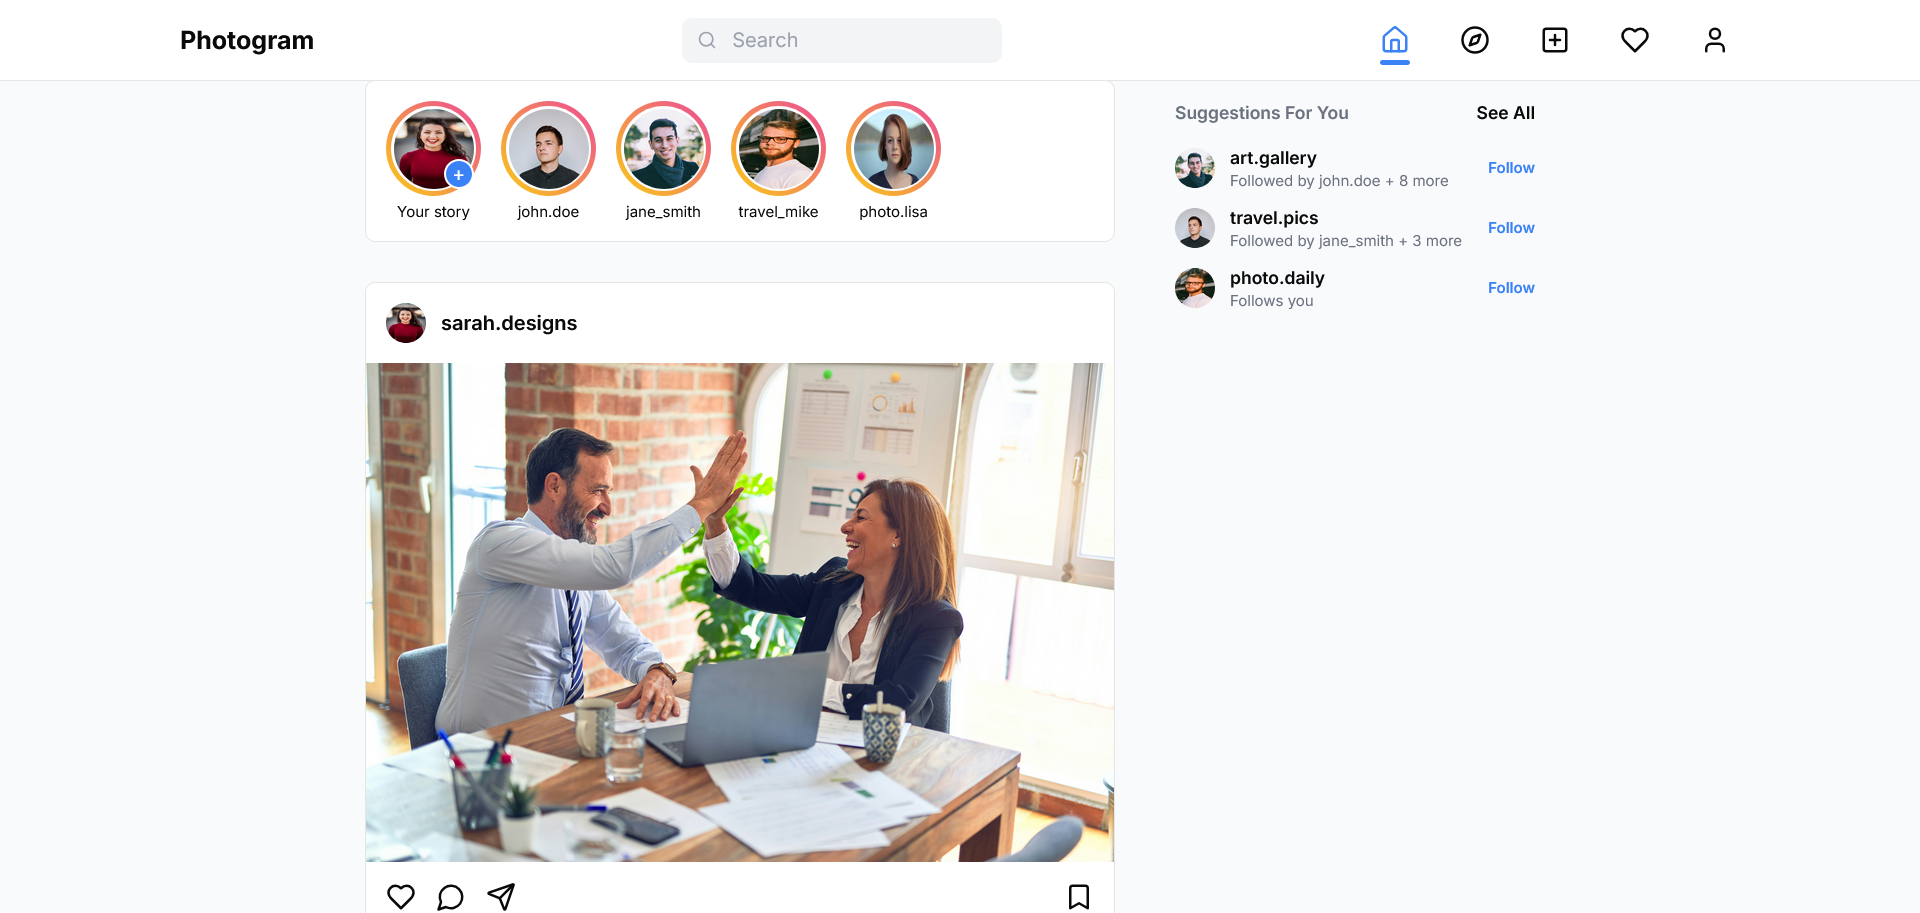 Photogram
Search
Your story
john.doe
jane_smith
travel_mike
photo.lisa
Suggestions For You
See All
art.gallery
Followed by john.doe + 8 more
Follow
travel.pics
Followed by jane_smith + 3 more
Follow
photo.daily
Follows you
Follow
sarah.designs